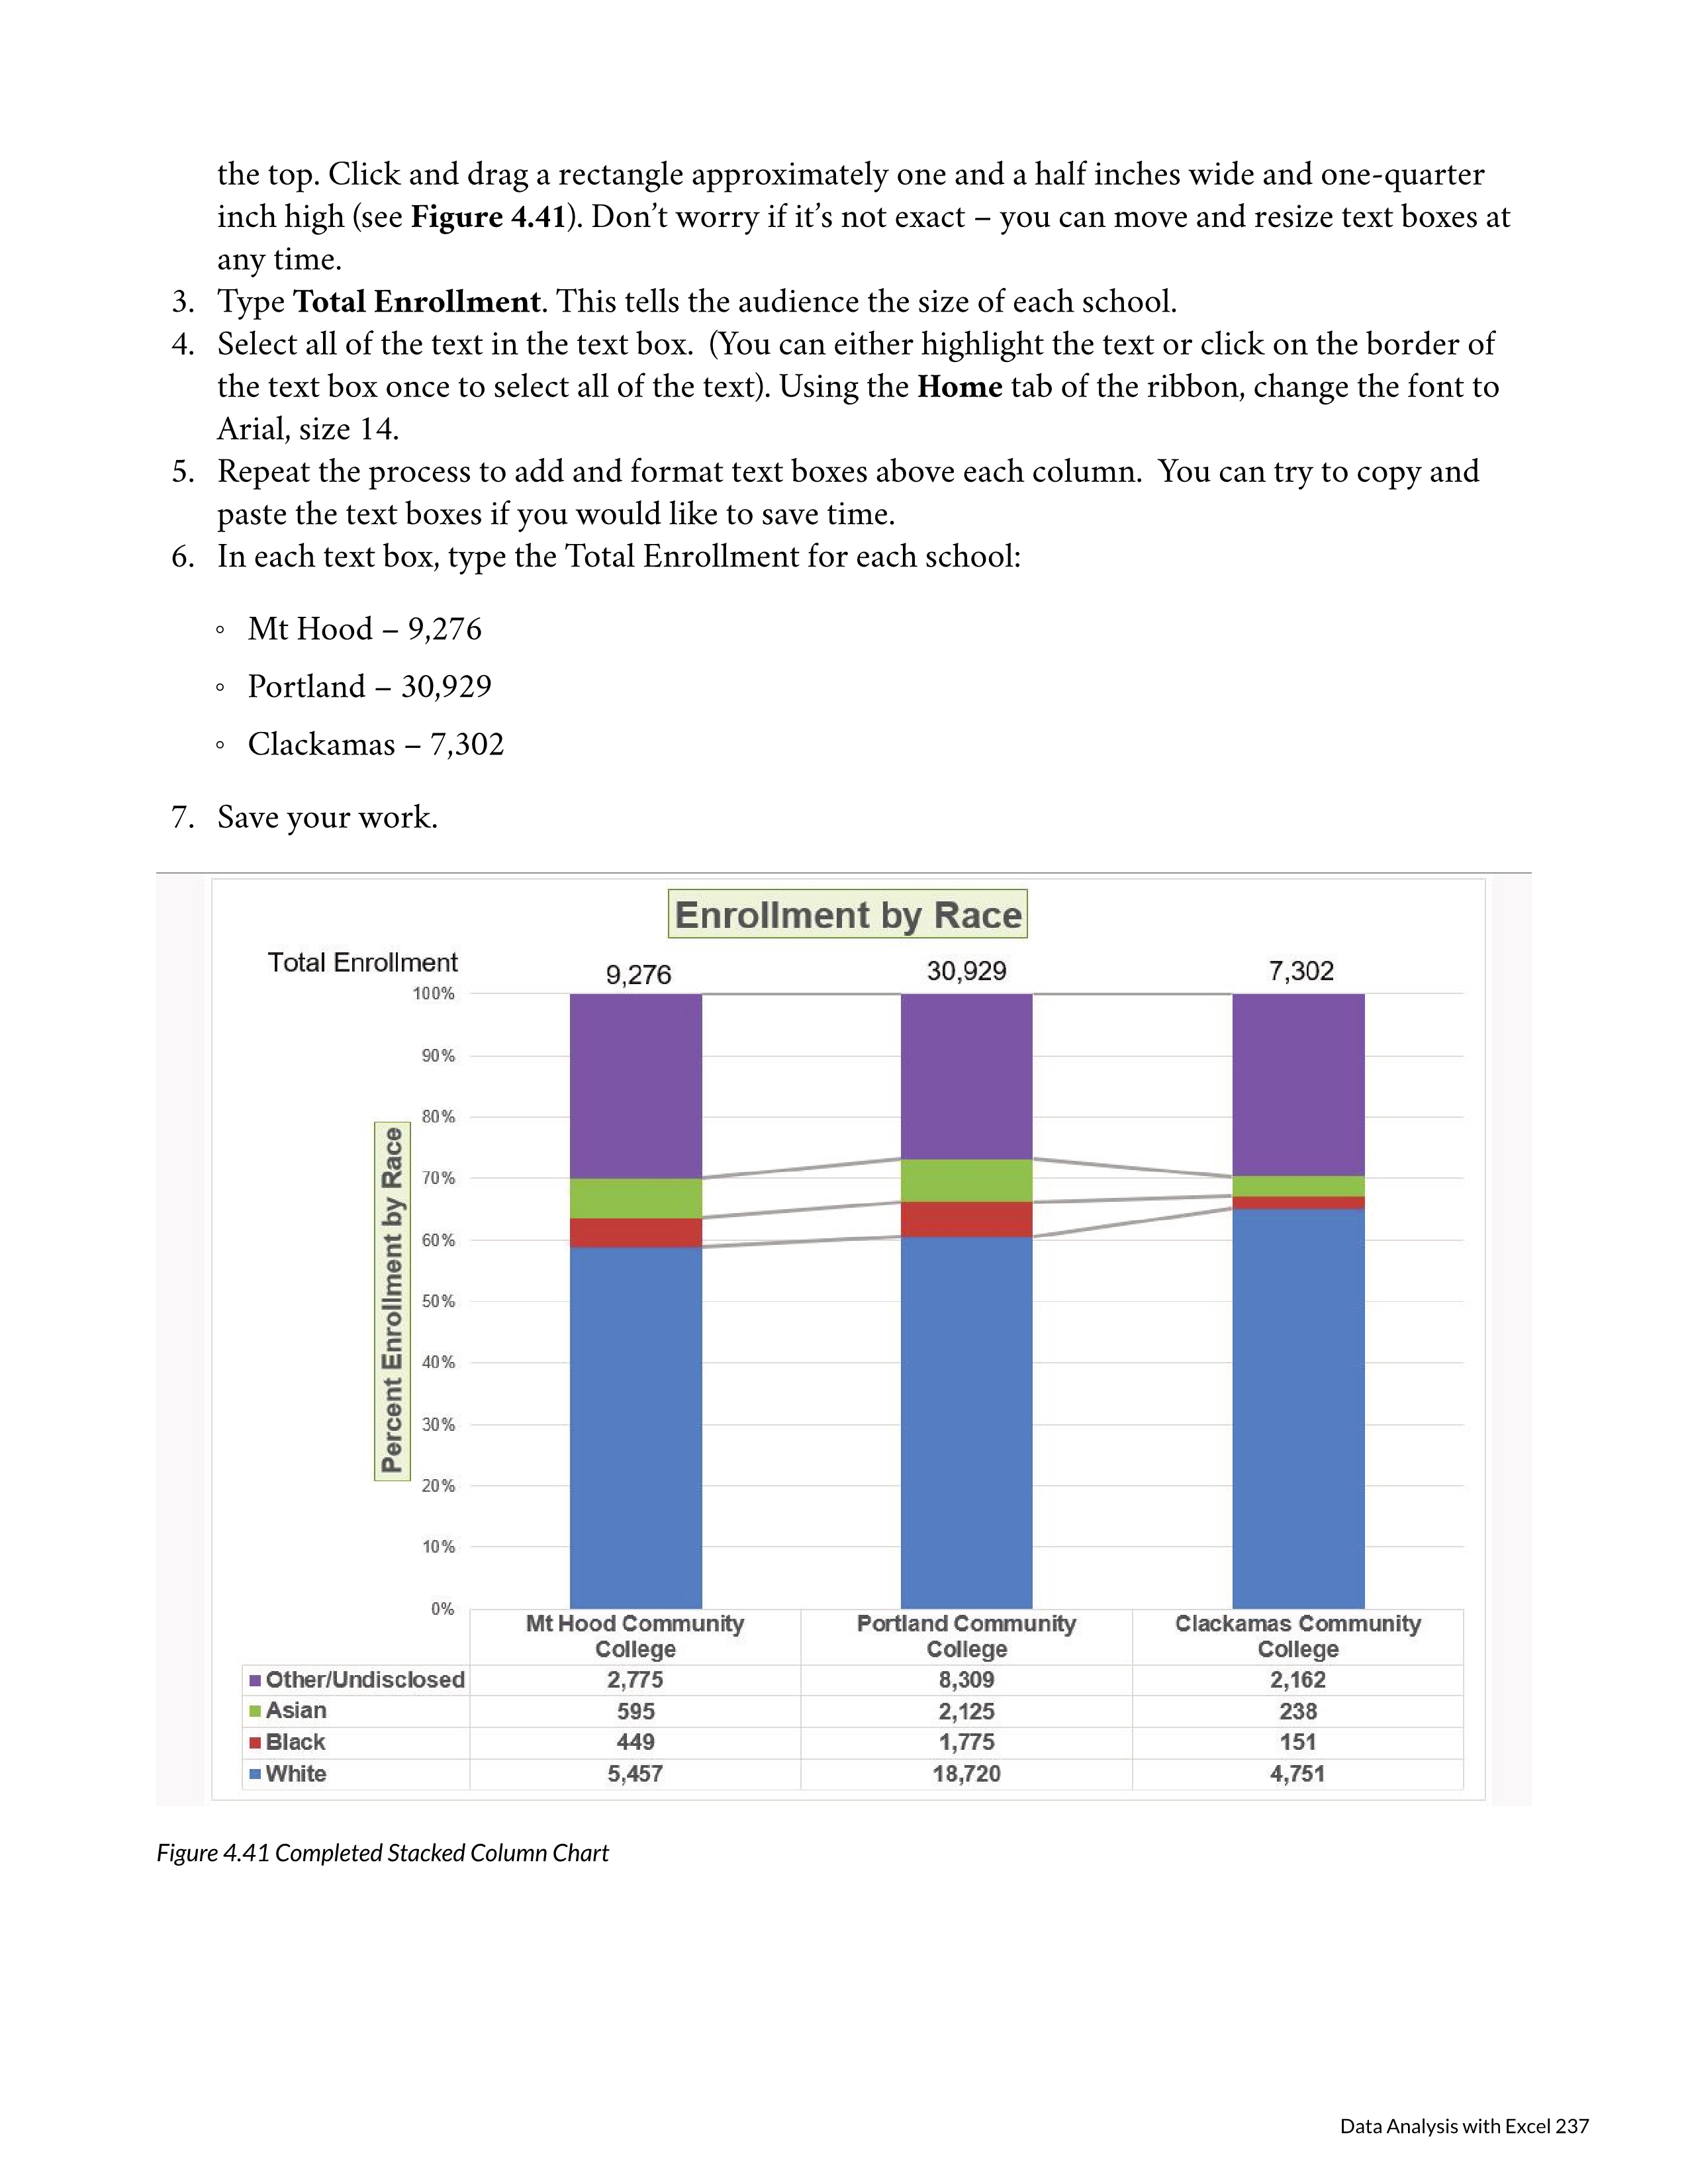 the top. Click and drag a rectangle approximately one and a half inches wide and one-quarter
inch high (see Figure 4.41). Don’t worry if it’s not exact – you can move and resize text boxes at
any time.
3. Type Total Enrollment. This tells the audience the size of each school.
4. Select all of the text in the text box.  (You can either highlight the text or click on the border of
the text box once to select all of the text). Using the Home tab of the ribbon, change the font to
Arial, size 14.
5. Repeat the process to add and format text boxes above each column.  You can try to copy and
paste the text boxes if you would like to save time.
6. In each text box, type the Total Enrollment for each school:
◦ Mt Hood – 9,276
◦ Portland – 30,929
◦ Clackamas – 7,302
7. Save your work.
Enrollment by Race
Total Enrollment 9,276 30,929 7,302
100%
90%
80%
70%
60%
50%
40%
30%
20%
10%
0%
Percent Enrollment by Race
Mt Hood Community Portland Community Clackamas Community
College College College
Other/Undisclosed 2,775 8,309 2,162
Asian 595 2,125 238
Black 449 1,775 151
White 5,457 18,720 4,751
Figure 4.41 Completed Stacked Column Chart
Data Analysis with Excel 237